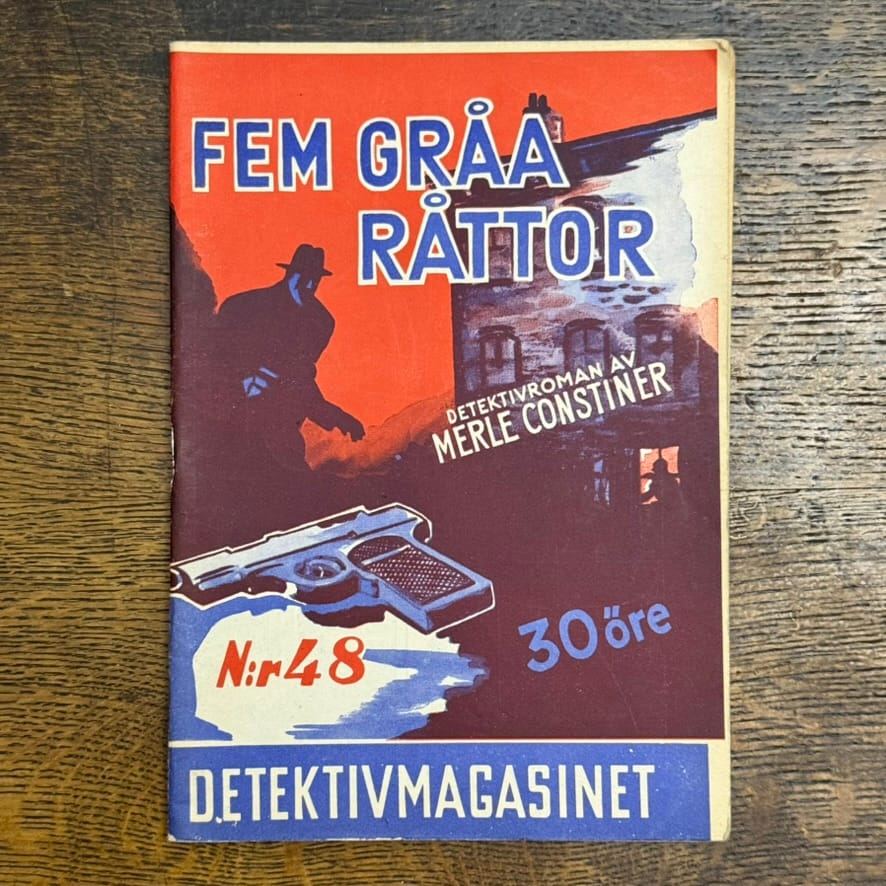 FEM GRÅA
RÅTTOR
DETEKTIVROMAN AV
MERLE CONSTINER
N:r 48
30 öre
DETEKTIVMAGASINET